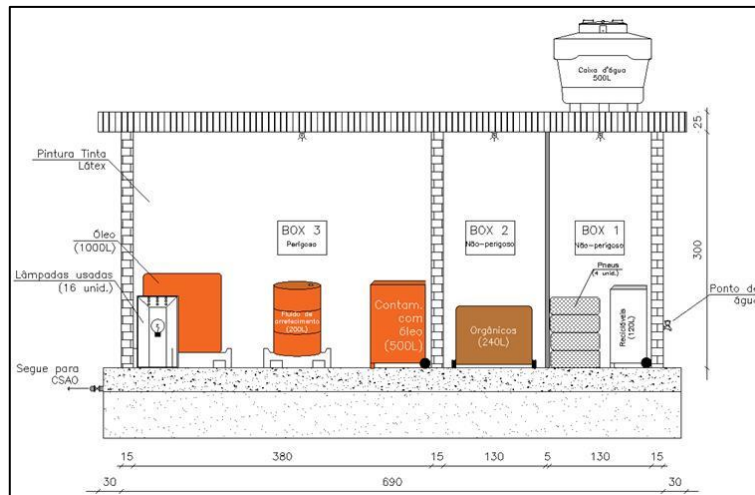 Caixa d'água
500L
25
Pintura Tinta
Látex
BOX 3
Perigoso
BOX 2
Não-perigoso
BOX 1
Não-perigoso
300
Óleo
(1000L)
Lâmpadas usadas
(16 unid.)
Fluido de
arrefecimento
(200L)
Contam.
com
óleo
(500L)
Orgânicos
(240L)
Pneus
(4 unid.)
Recicláveis
(120L)
Ponto de
água
Segue para
CSAO
15
380
15
130
5
130
15
30
690
30